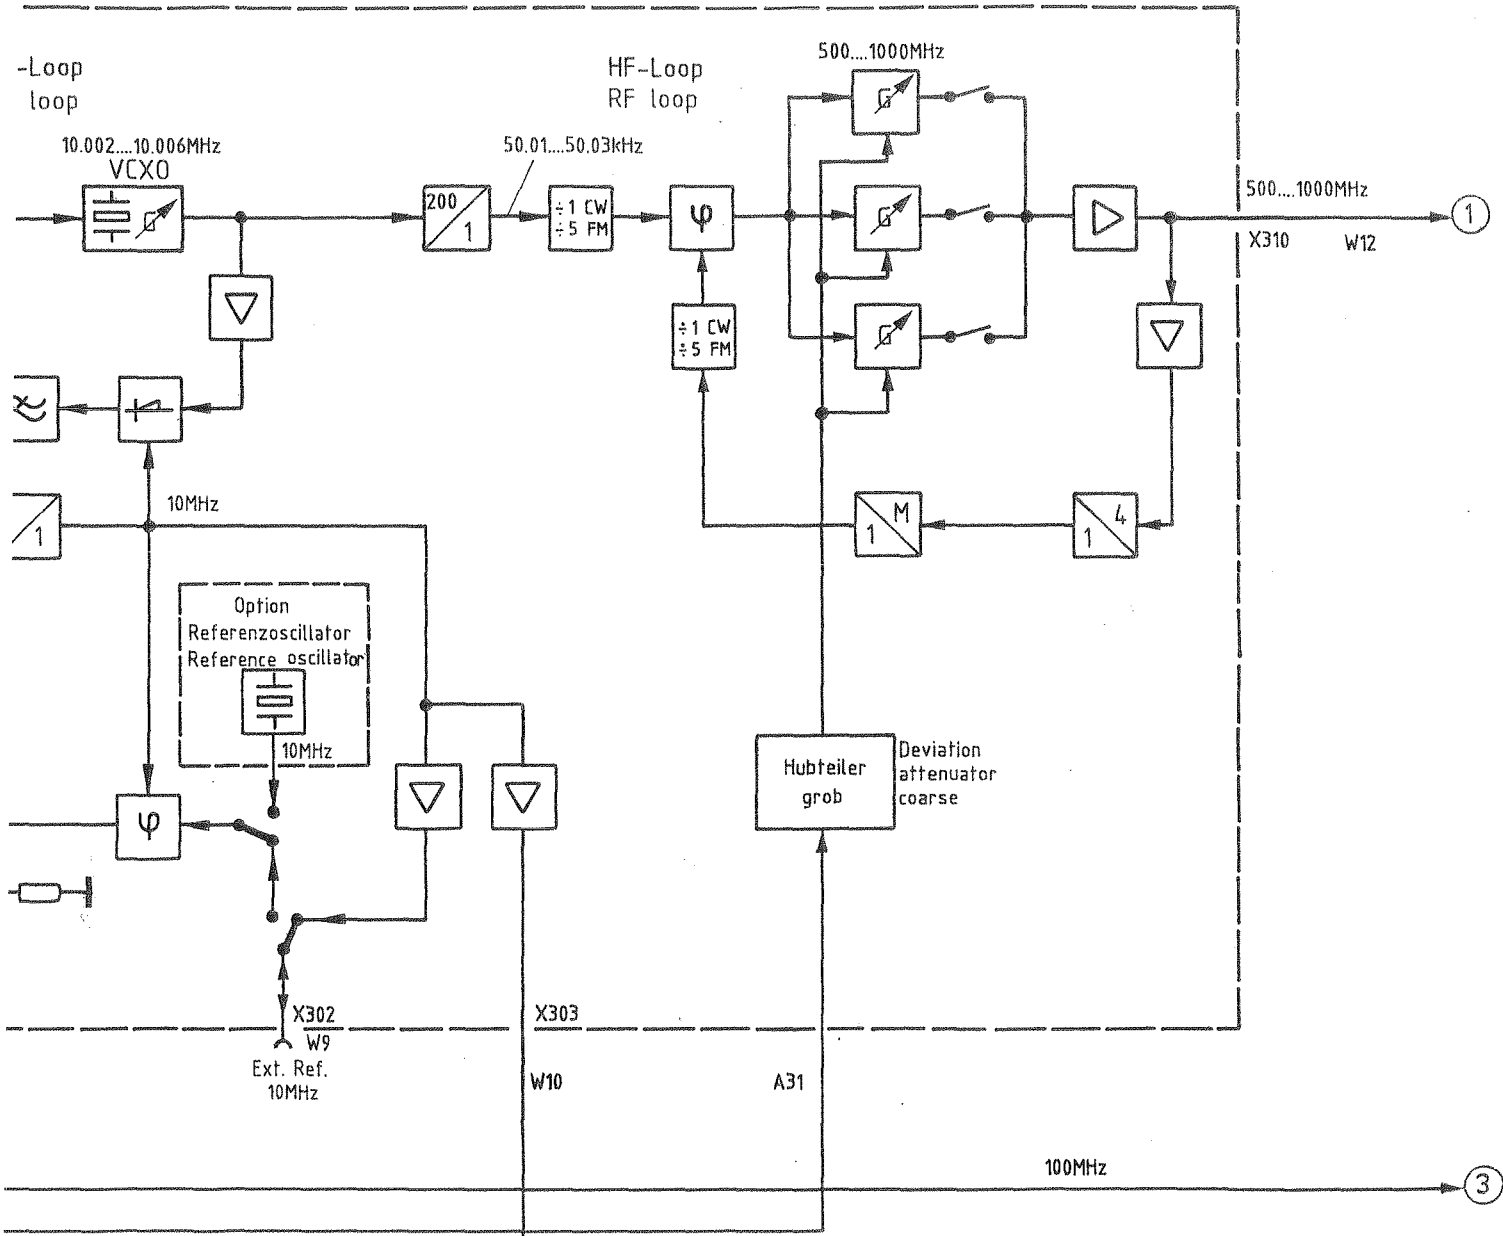 -Loop
loop
10.002....10.006MHz
VCXO
G
HF-Loop
RF loop
50.01....50.03kHz
500....1000MHz
G
200
1
÷1 CW
÷5 FM
φ
G
500....1000MHz
1
X310
W12
÷1 CW
÷5 FM
G
10MHz
1
1
M
1
4
Option
Referenzoscillator
Reference oscillator
10MHz
Hubteiler
grob
Deviation
attenuator
coarse
φ
X302
W9
Ext. Ref.
10MHz
X303
W10
A31
100MHz
3